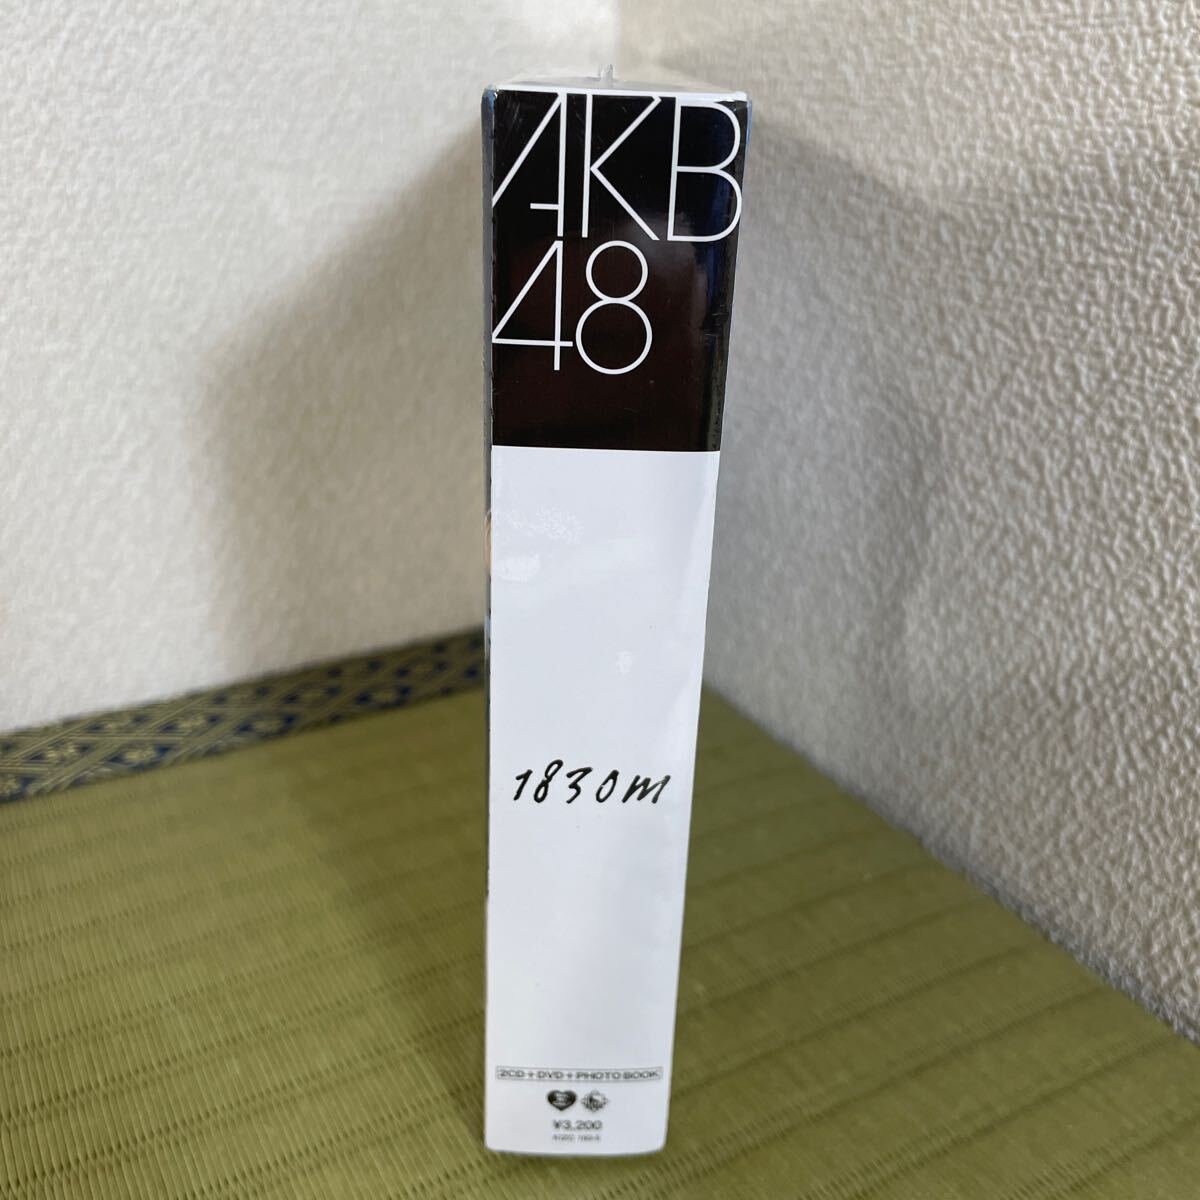 AKB
48
1830m
2CD+DVD+PHOTO BOOK
¥3,200